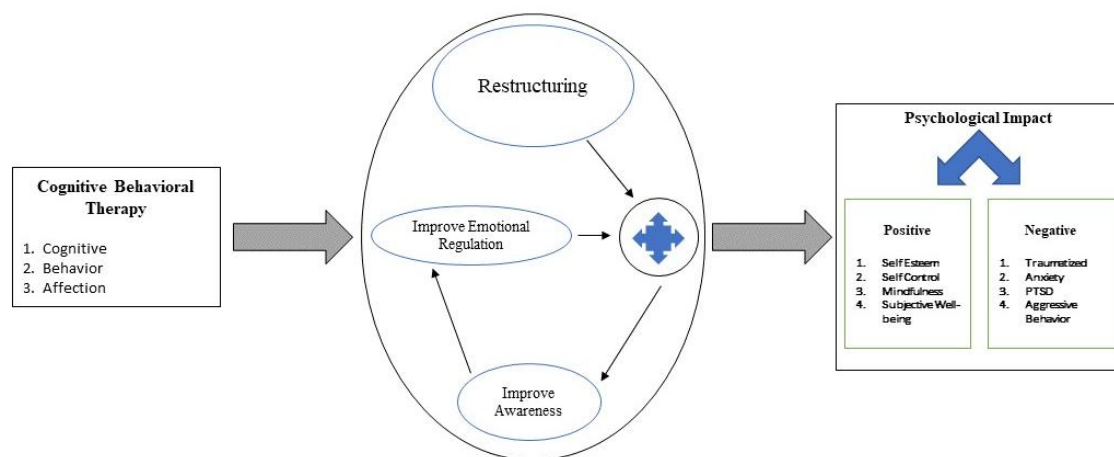 Cognitive Behavioral
Therapy
1. Cognitive
2. Behavior
3. Affection
Restructuring
Improve Emotional
Regulation
Improve
Awareness
Psychological Impact
Positive
1. Self Esteem
2. Self Control
3. Mindfulness
4. Subjective Well-
being
Negative
1. Traumatized
2. Anxiety
3. PTSD
4. Aggressive
Behavior